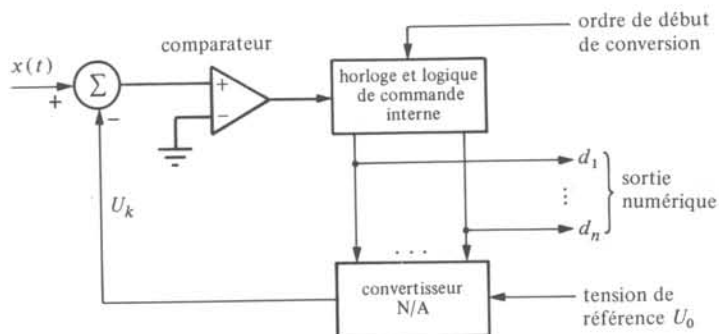 ordre de début
de conversion
comparateur
x(t)
+
Σ
−
+
−
horloge et logique
de commande
interne
d₁
⋮
dₙ
sortie
numérique
Uₖ
. . .
convertisseur
N/A
tension de
référence U₀